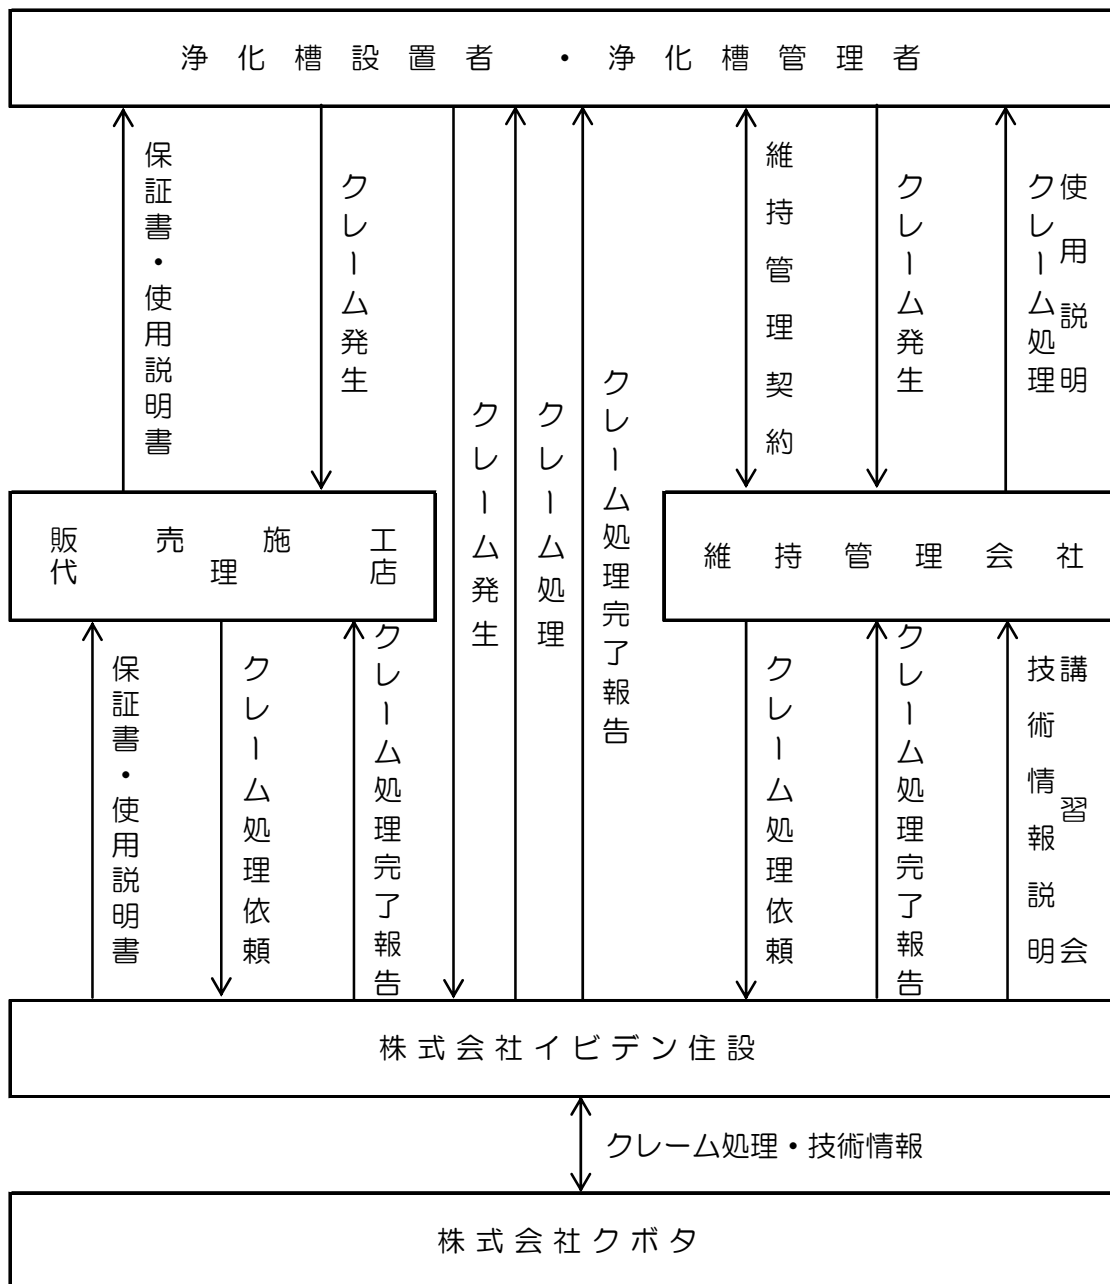 浄化槽設置者・浄化槽管理者
保証書・使用説明書
クレーム発生
クレーム発生
クレーム処理
クレーム処理完了報告
維持管理契約
クレーム発生
使用説明
クレーム処理
販売施工
代理店
維持管理会社
保証書・使用説明書
クレーム処理依頼
クレーム処理完了報告
クレーム処理依頼
クレーム処理完了報告
講習会
技術情報説明
株式会社イビデン住設
クレーム処理・技術情報
株式会社クボタ